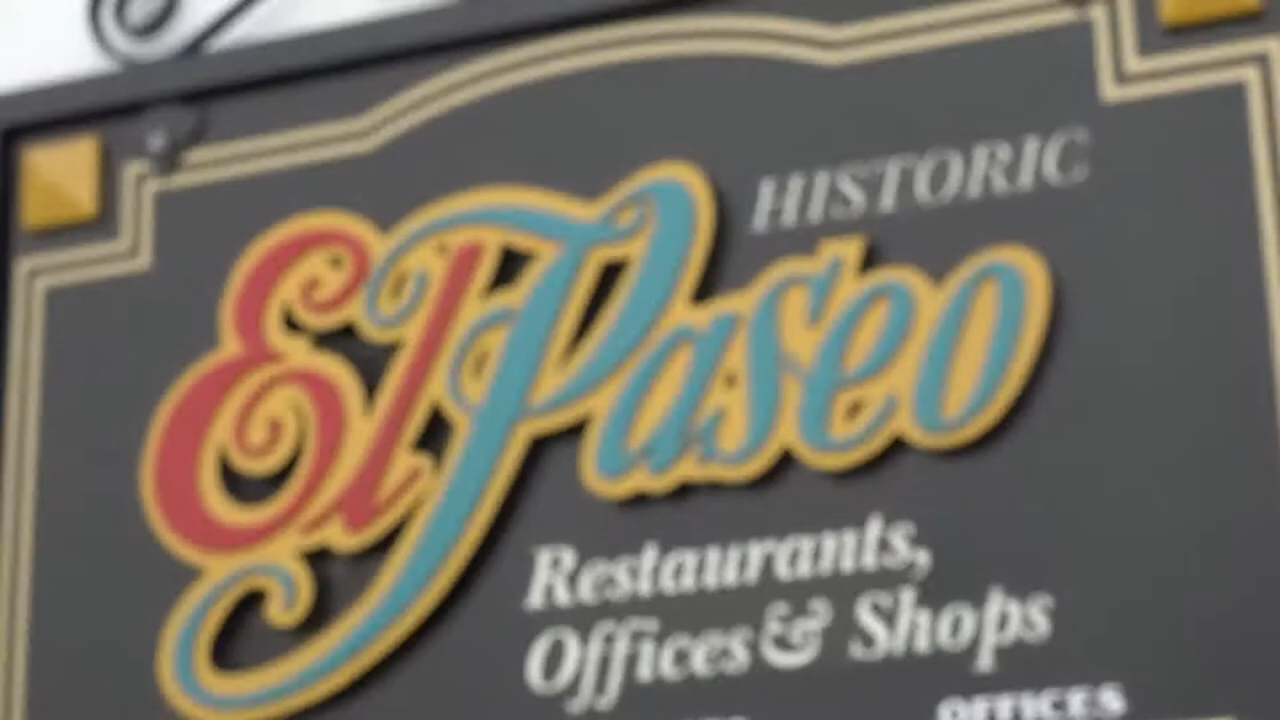 HISTORIC
El Paseo
Restaurants,
Offices & Shops
OFFICES